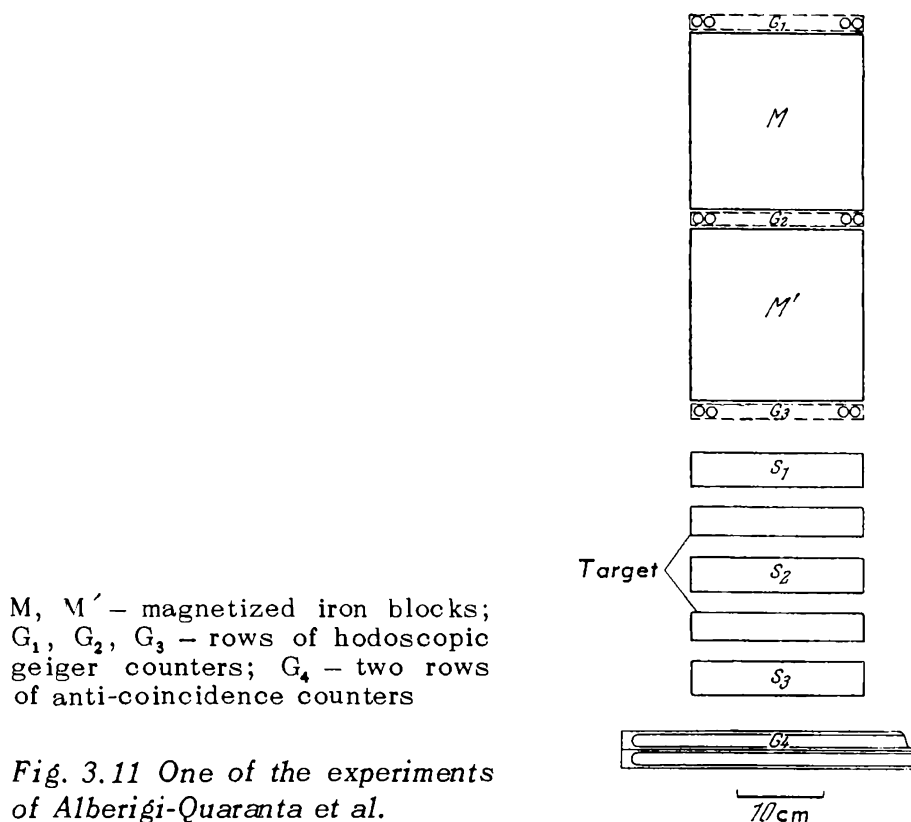 G₁
M
G₂
M′
G₃
S₁
Target
S₂
S₃
G₄
10cm
M, M′ – magnetized iron blocks;
G₁, G₂, G₃ – rows of hodoscopic
geiger counters; G₄ – two rows
of anti-coincidence counters
Fig. 3.11 One of the experiments
of Alberigi-Quaranta et al.